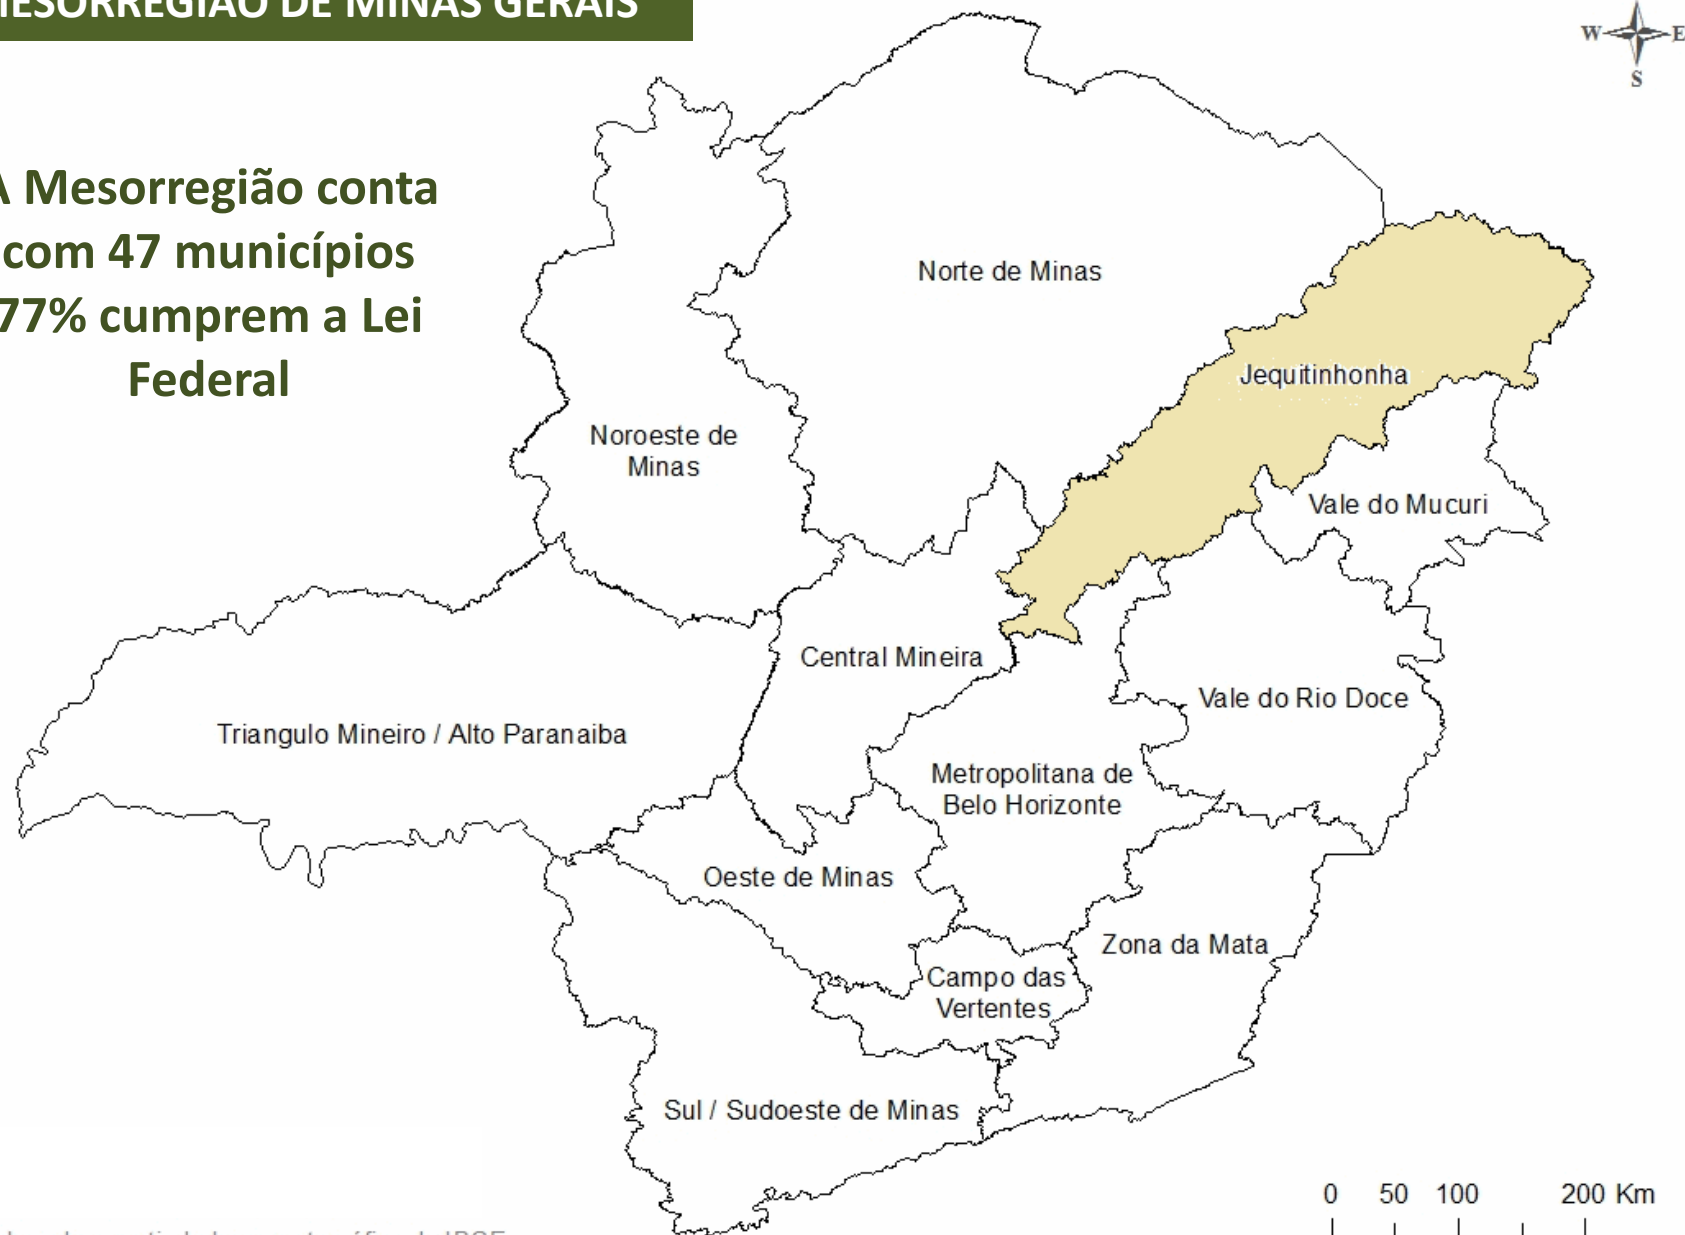 MESORREGIÃO DE MINAS GERAIS
W E
S
A Mesorregião conta
com 47 municípios
77% cumprem a Lei
Federal
Norte de Minas
Jequitinhonha
Noroeste de
Minas
Vale do Mucuri
Central Mineira
Vale do Rio Doce
Triangulo Mineiro / Alto Paranaiba
Metropolitana de
Belo Horizonte
Oeste de Minas
Zona da Mata
Campo das
Vertentes
Sul / Sudoeste de Minas
0 50 100 200 Km